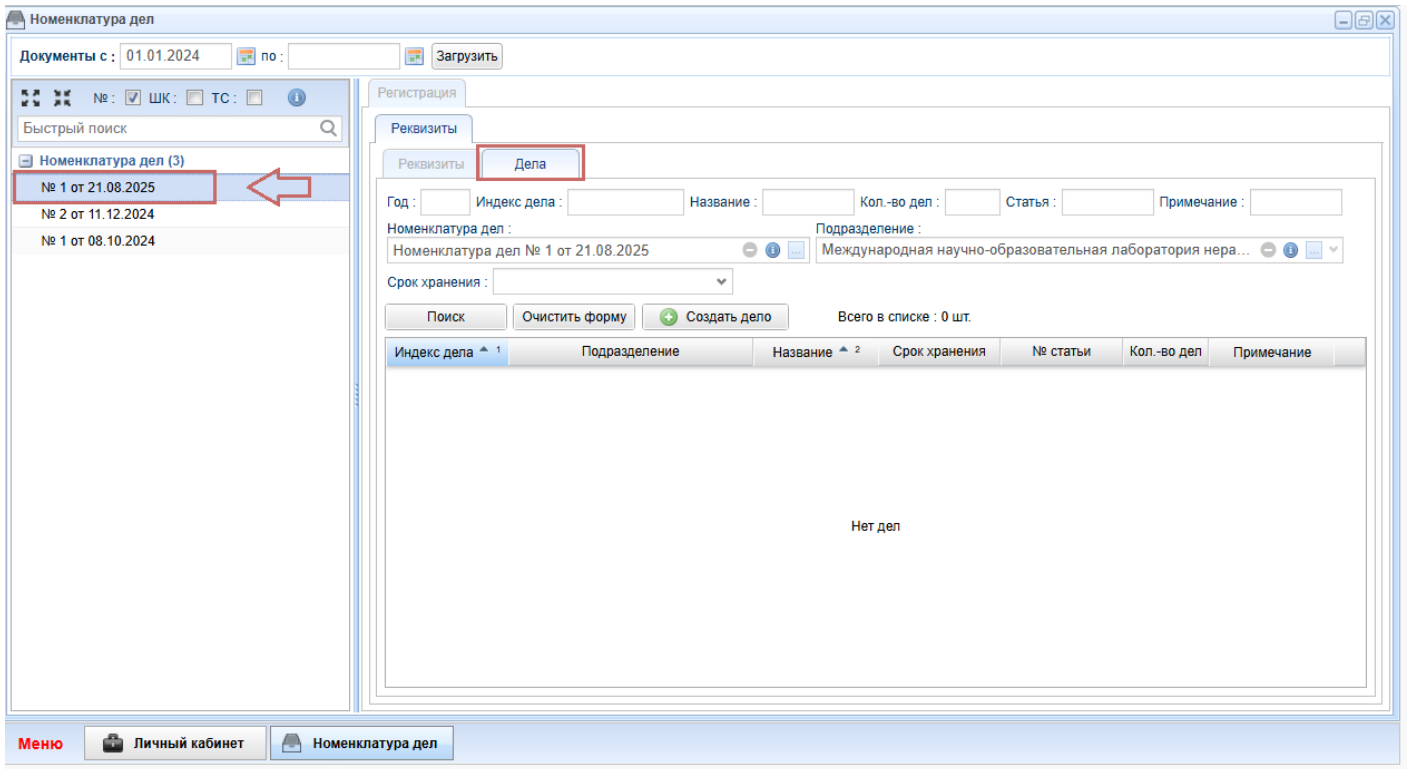 Номенклатура дел
Документы с : 01.01.2024 по : Загрузить
№ : ШК : ТС :
Быстрый поиск
Номенклатура дел (3)
№ 1 от 21.08.2025
№ 2 от 11.12.2024
№ 1 от 08.10.2024
Регистрация
Реквизиты
Реквизиты Дела
Год : Индекс дела : Название : Кол.-во дел : Статья : Примечание :
Номенклатура дел : Подразделение :
Номенклатура дел № 1 от 21.08.2025 Международная научно-образовательная лаборатория нера...
Срок хранения :
Поиск Очистить форму Создать дело Всего в списке : 0 шт.
Индекс дела 1 Подразделение Название 2 Срок хранения № статьи Кол.-во дел Примечание
Нет дел
Меню Личный кабинет Номенклатура дел